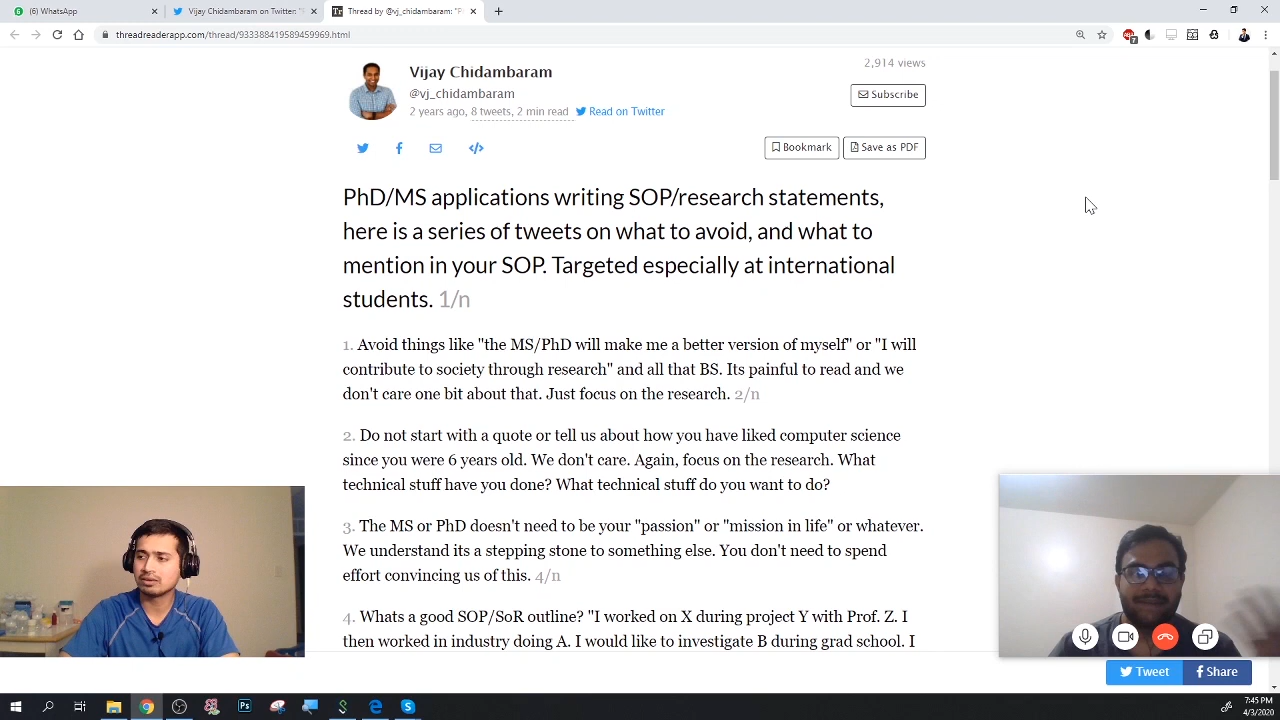 (6) WhatsApp
Vijay Chidambaram on Twitter: "
Thread by @vj_chidambaram: "P
threadreaderapp.com/thread/933388419589459969.html
Vijay Chidambaram
2,914 views
@vj_chidambaram
Subscribe
2 years ago, 8 tweets, 2 min read Read on Twitter
Bookmark Save as PDF
PhD/MS applications writing SOP/research statements,
here is a series of tweets on what to avoid, and what to
mention in your SOP. Targeted especially at international
students. 1/n
1. Avoid things like "the MS/PhD will make me a better version of myself" or "I will
contribute to society through research" and all that BS. Its painful to read and we
don't care one bit about that. Just focus on the research. 2/n
2. Do not start with a quote or tell us about how you have liked computer science
since you were 6 years old. We don't care. Again, focus on the research. What
technical stuff have you done? What technical stuff do you want to do?
3. The MS or PhD doesn't need to be your "passion" or "mission in life" or whatever.
We understand its a stepping stone to something else. You don't need to spend
effort convincing us of this. 4/n
4. Whats a good SOP/SoR outline? "I worked on X during project Y with Prof. Z. I
then worked in industry doing A. I would like to investigate B during grad school. I
Tweet Share
7:45 PM
4/3/2020